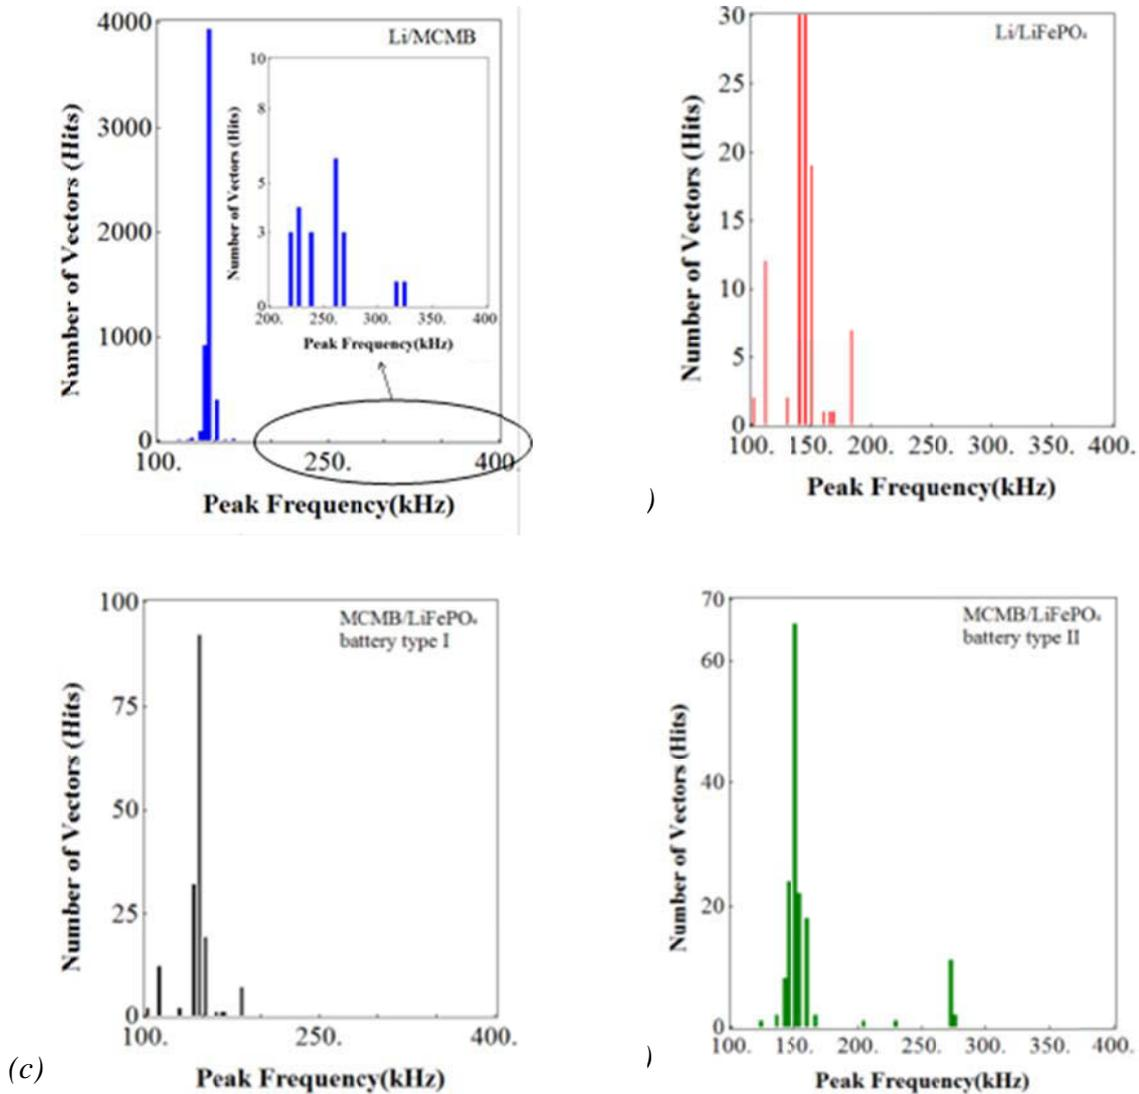 4000
3000
2000
1000
0
Number of Vectors (Hits)
Li/MCMB
10
8
5
3
0
Number of Vectors (Hits)
200. 250. 300. 350. 400
Peak Frequency(kHz)
100. 250. 400.
Peak Frequency(kHz)
30
25
20
15
10
5
0
Number of Vectors (Hits)
Li/LiFePO₄
100. 150. 200. 250. 300. 350. 400.
Peak Frequency(kHz)
)
100
75
50
25
0
Number of Vectors (Hits)
MCMB/LiFePO₄
battery type I
100. 250. 400.
Peak Frequency(kHz)
(c)
70
60
40
20
0
Number of Vectors (Hits)
MCMB/LiFePO₄
battery type II
100. 150. 200. 250. 300. 350. 400.
Peak Frequency(kHz)
)